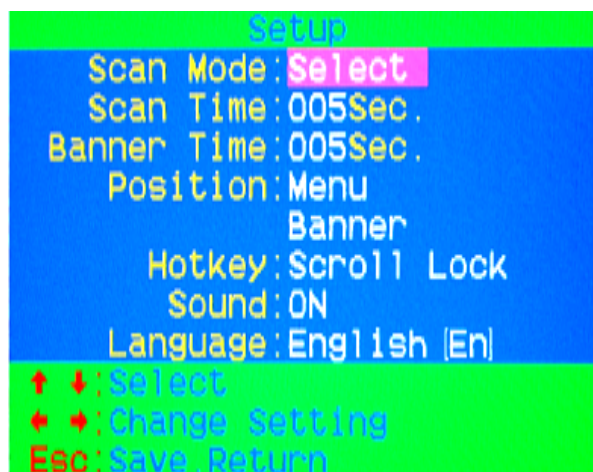 Setup
Scan Mode:Select
Scan Time:005Sec.
Banner Time:005Sec.
Position:Menu
Banner
Hotkey:Scroll Lock
Sound:ON
Language:English [En]
↑ ↓:Select
← →:Change Setting
Esc:Save,Return